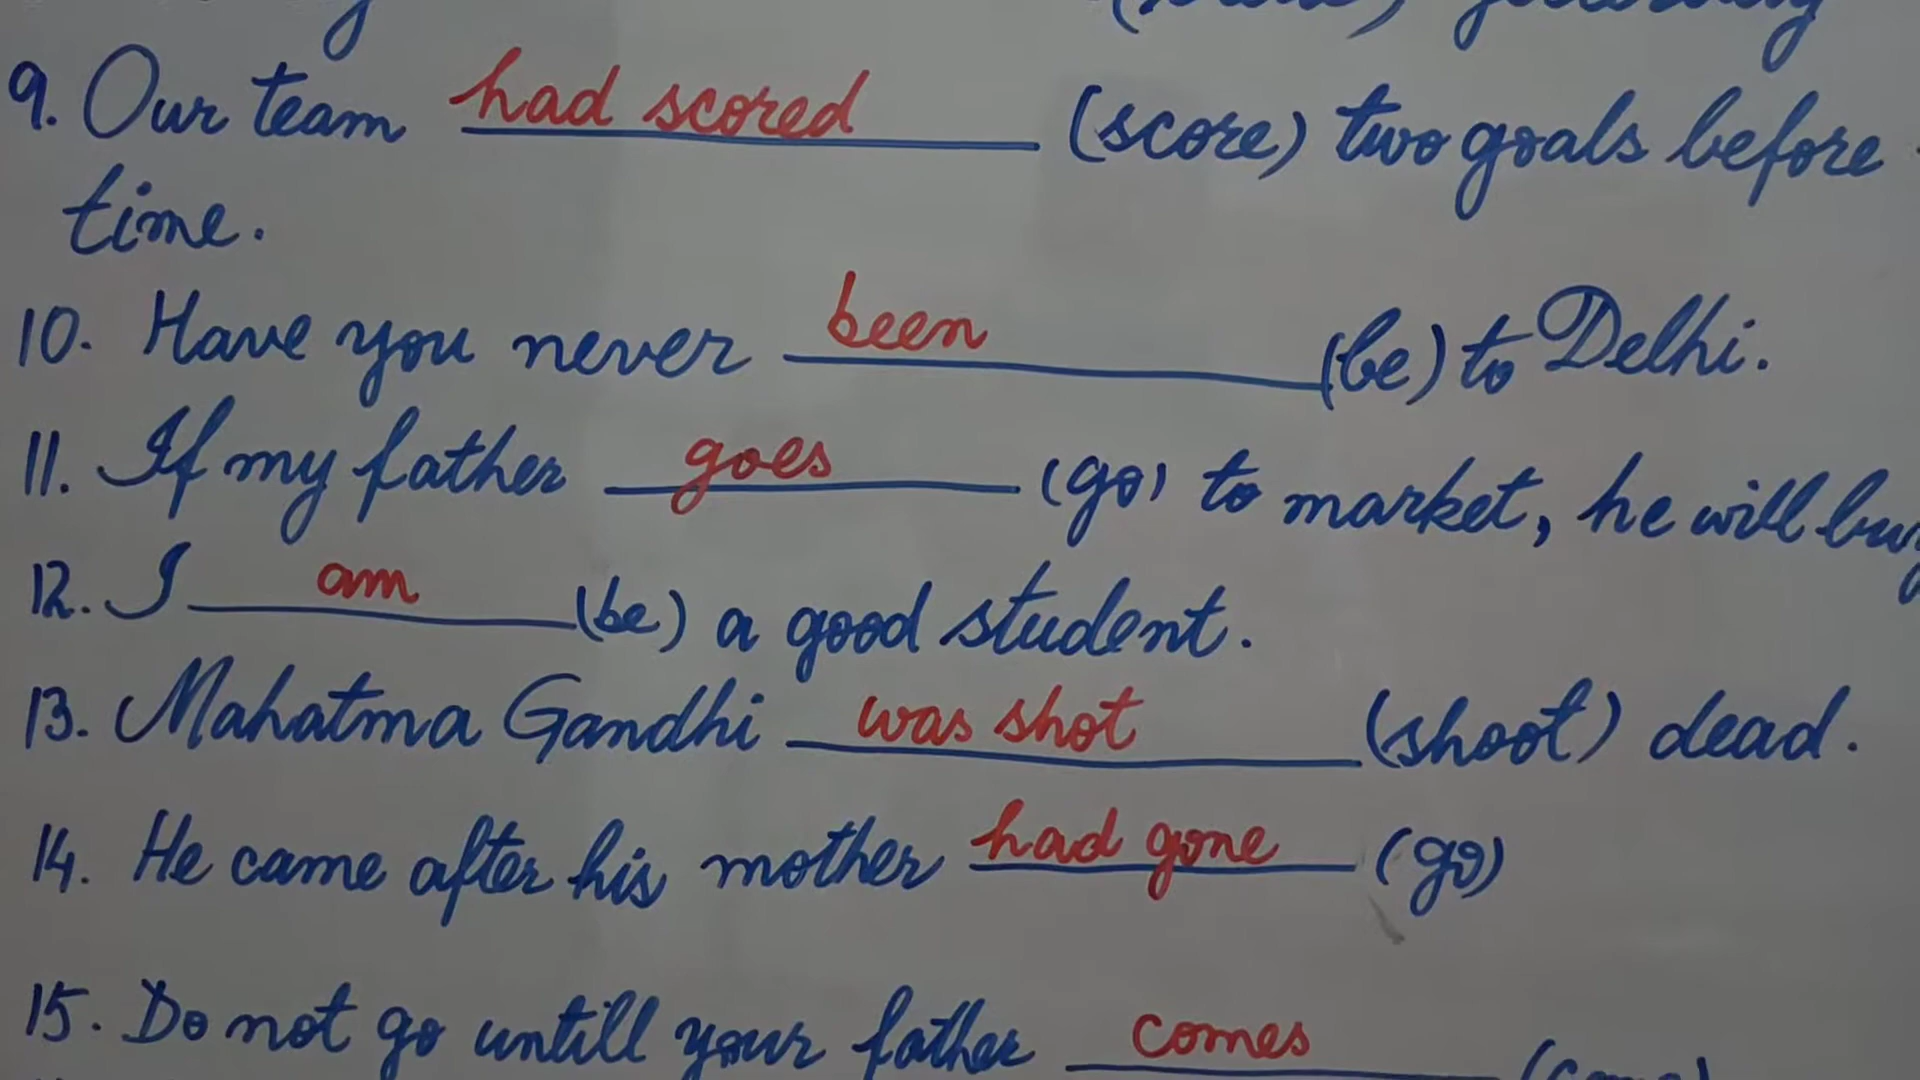 yesterday
9. Our team had scored (score) two goals before
time.
10. Have you never been (be) to Delhi.
11. If my father goes (go) to market, he will buy
12. I am (be) a good student.
13. Mahatma Gandhi was shot (shoot) dead.
14. He came after his mother had gone (go)
15. Do not go untill your father comes (come)